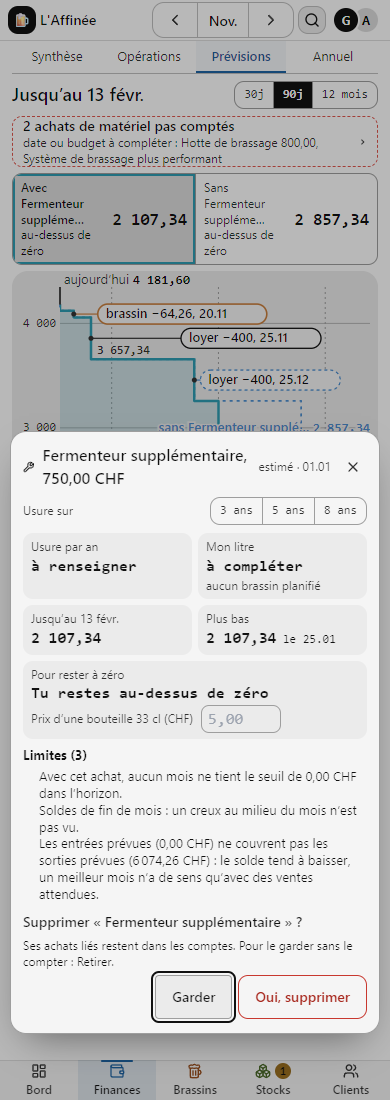 L'Affinée
Nov.
G A
Synthèse Opérations Prévisions Annuel
Jusqu'au 13 févr.
30j 90j 12 mois
2 achats de matériel pas comptés
date ou budget à compléter : Hotte de brassage 800,00,
Système de brassage plus performant
Avec
Fermenteur
suppléme...
au-dessus de
zéro
2 107,34
Sans
Fermenteur
suppléme...
au-dessus de
zéro
2 857,34
aujourd'hui 4 181,60
brassin −64,26, 20.11
4 000
loyer −400, 25.11
3 657,34
loyer −400, 25.12
3 000
sans Fermenteur supplé... 2 857,34
Fermenteur supplémentaire,
750,00 CHF
estimé · 01.01
Usure sur
3 ans 5 ans 8 ans
Usure par an
à renseigner
Mon litre
à compléter
aucun brassin planifié
Jusqu'au 13 févr.
2 107,34
Plus bas
2 107,34 le 25.01
Pour rester à zéro
Tu restes au-dessus de zéro
Prix d'une bouteille 33 cl (CHF) 5,00
Limites (3)
Avec cet achat, aucun mois ne tient le seuil de 0,00 CHF
dans l'horizon.
Soldes de fin de mois : un creux au milieu du mois n'est
pas vu.
Les entrées prévues (0,00 CHF) ne couvrent pas les
sorties prévues (6 074,26 CHF) : le solde tend à baisser,
un meilleur mois n'a de sens qu'avec des ventes
attendues.
Supprimer « Fermenteur supplémentaire » ?
Ses achats liés restent dans les comptes. Pour le garder sans le
compter : Retirer.
Garder Oui, supprimer
1
Bord Finances Brassins Stocks Clients